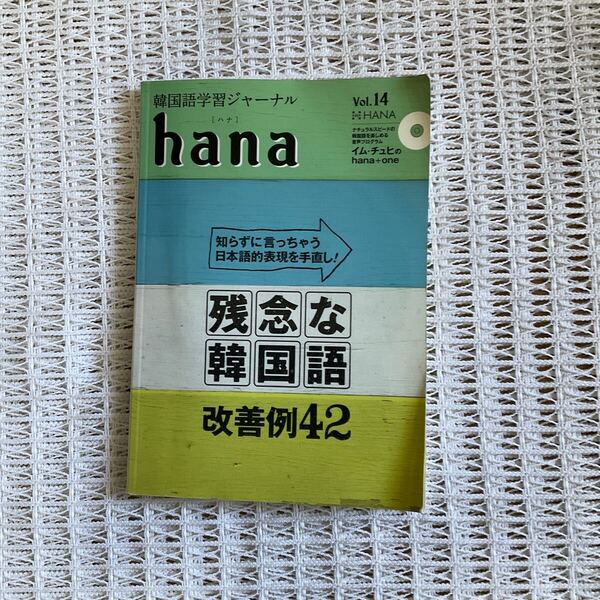 韓国語学習ジャーナル
[ハナ]
hana
Vol.14
HANA
ナチュラルスピードの
韓国語を楽しめる
音声プログラム
イム・チュヒの
hana+one
知らずに言っちゃう
日本語的表現を手直し!
残念な
韓国語
改善例42